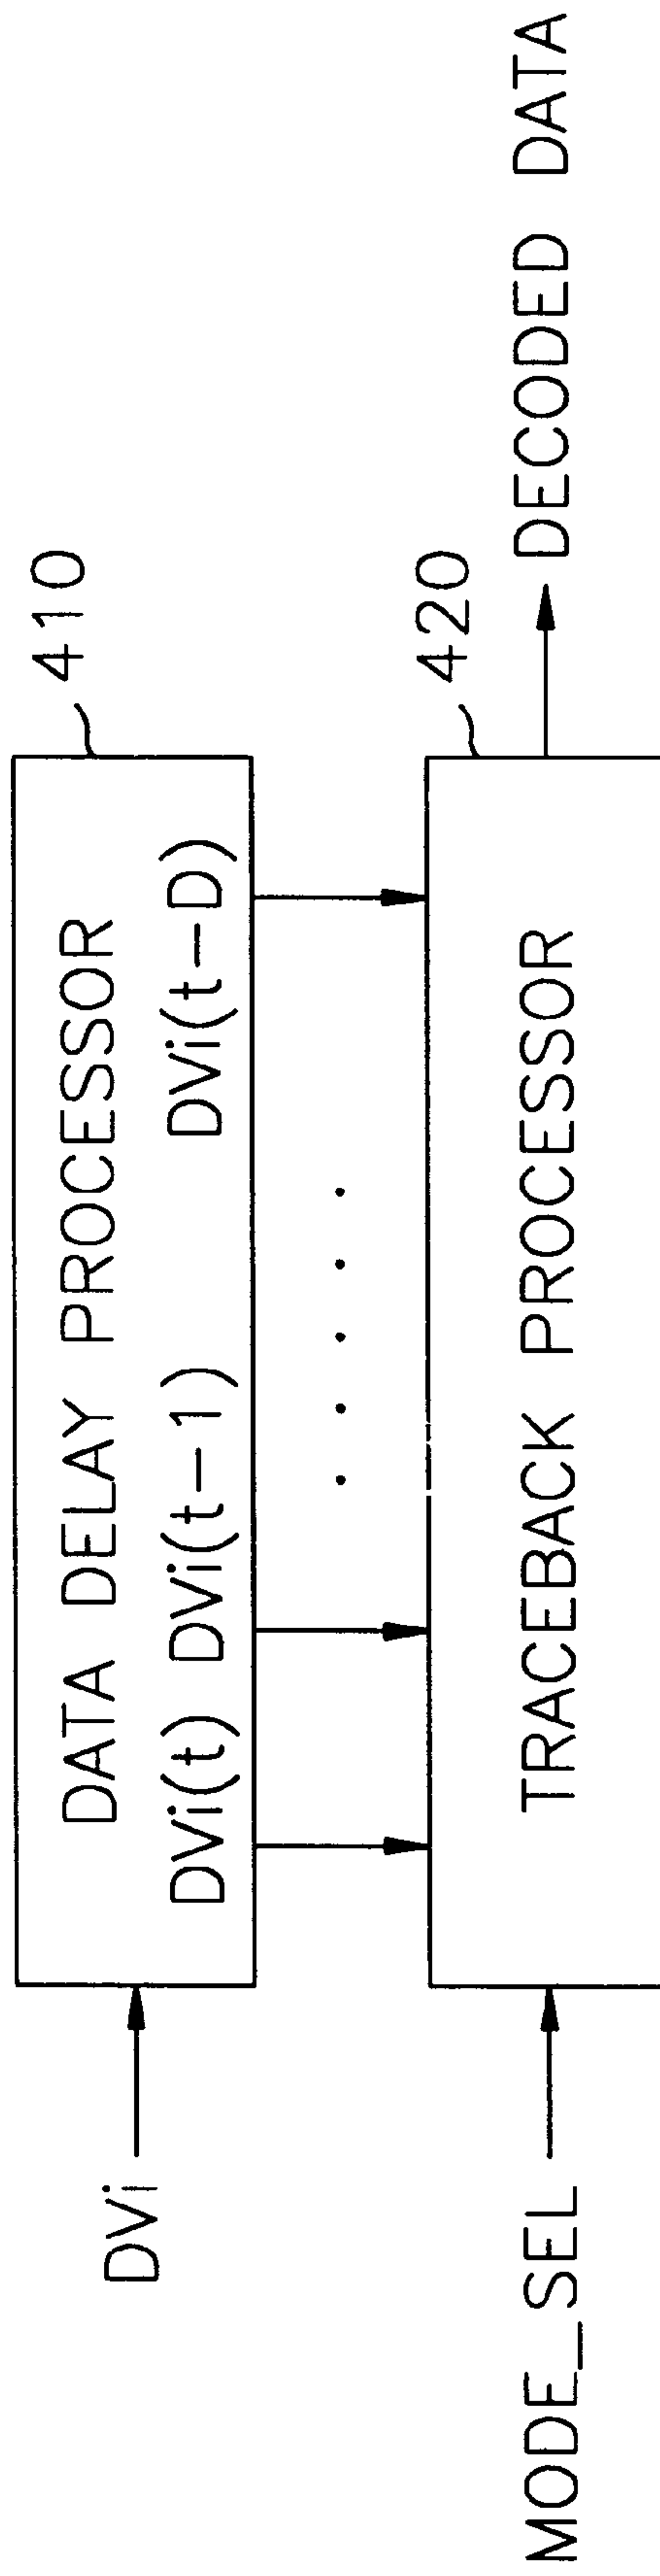 410
DATA DELAY PROCESSOR
DVi
DVi(t) DVi(t-1) DVi(t-D)
420
MODE_SEL
TRACEBACK PROCESSOR
DECODED DATA